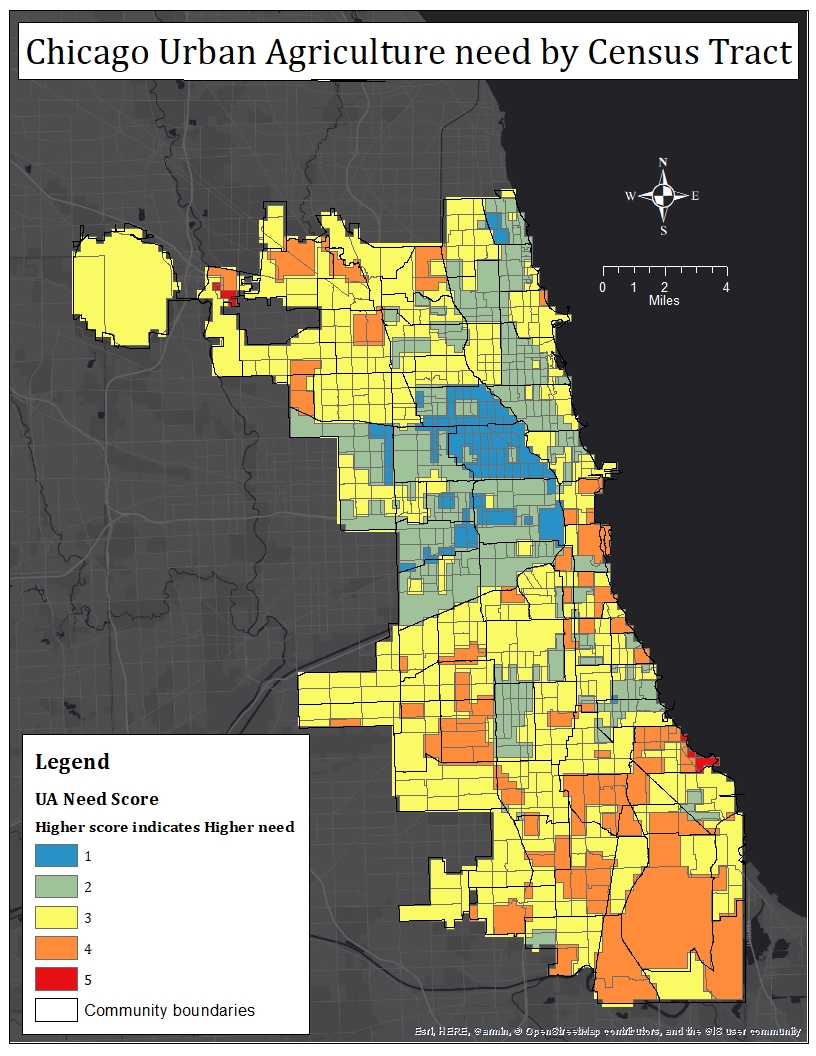 Chicago Urban Agriculture need by Census Tract
N
W E
S
0 1 2 4
Miles
Legend
UA Need Score
Higher score indicates Higher need
1
2
3
4
5
Community boundaries
Esri, HERE, Garmin, © OpenStreetMap contributors, and the GIS user community